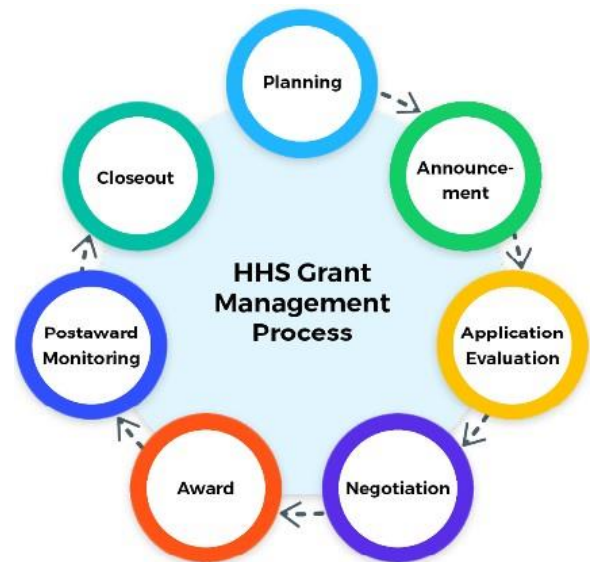 Planning
Announce-
ment
Application
Evaluation
Negotiation
Award
Postaward
Monitoring
Closeout
HHS Grant
Management
Process